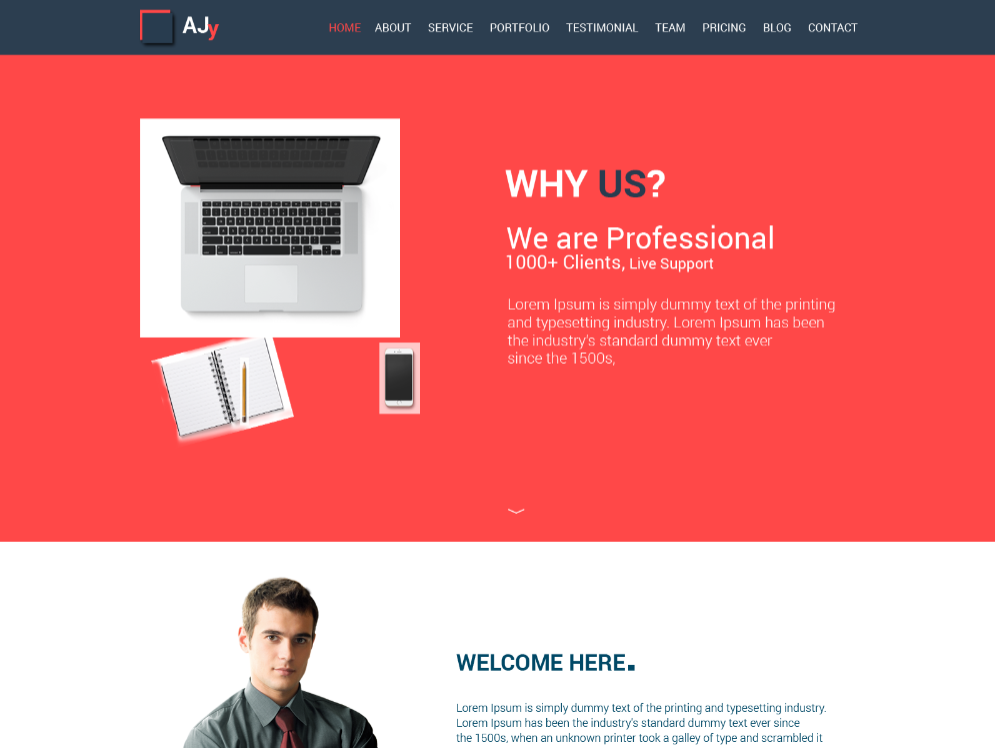 AJy
HOME ABOUT SERVICE PORTFOLIO TESTIMONIAL TEAM PRICING BLOG CONTACT
WHY US?
We are Professional
1000+ Clients, Live Support
Lorem Ipsum is simply dummy text of the printing
and typesetting industry. Lorem Ipsum has been
the industry's standard dummy text ever
since the 1500s,
WELCOME HERE.
Lorem Ipsum is simply dummy text of the printing and typesetting industry.
Lorem Ipsum has been the industry's standard dummy text ever since
the 1500s, when an unknown printer took a galley of type and scrambled it